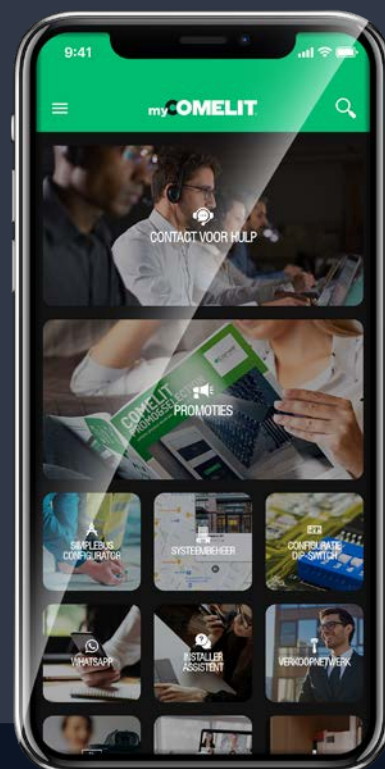 9:41
myCOMELIT
CONTACT VOOR HULP
COMELIT
PROMOTIES
SIMPLEBUS
CONFIGURATOR
SYSTEEMBEHEER
CONFIGURATIE
DIP-SWITCH
WHATSAPP
INSTALLER
ASSISTENT
VERKOOPNETWERK